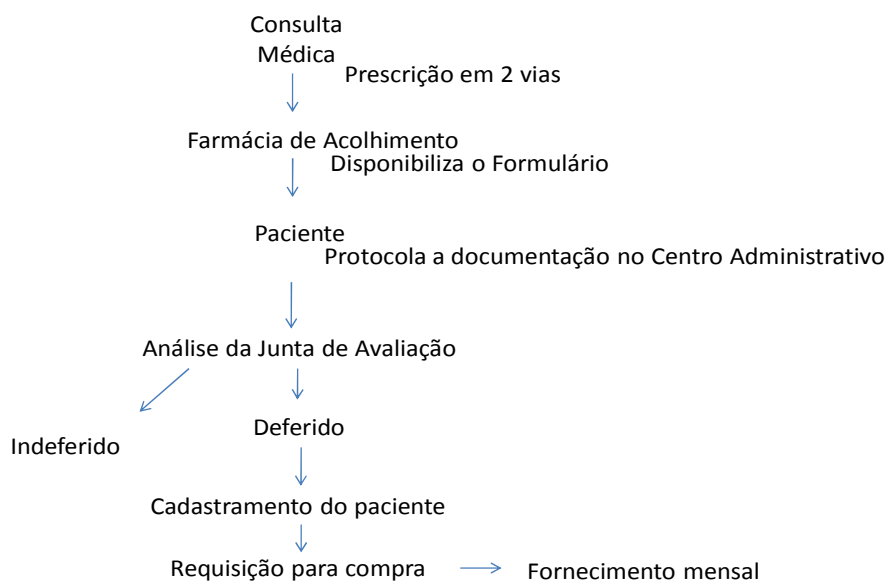 Consulta
Médica
Prescrição em 2 vias
Farmácia de Acolhimento
Disponibiliza o Formulário
Paciente
Protocola a documentação no Centro Administrativo
Análise da Junta de Avaliação
Deferido
Indeferido
Cadastramento do paciente
Requisição para compra
Fornecimento mensal